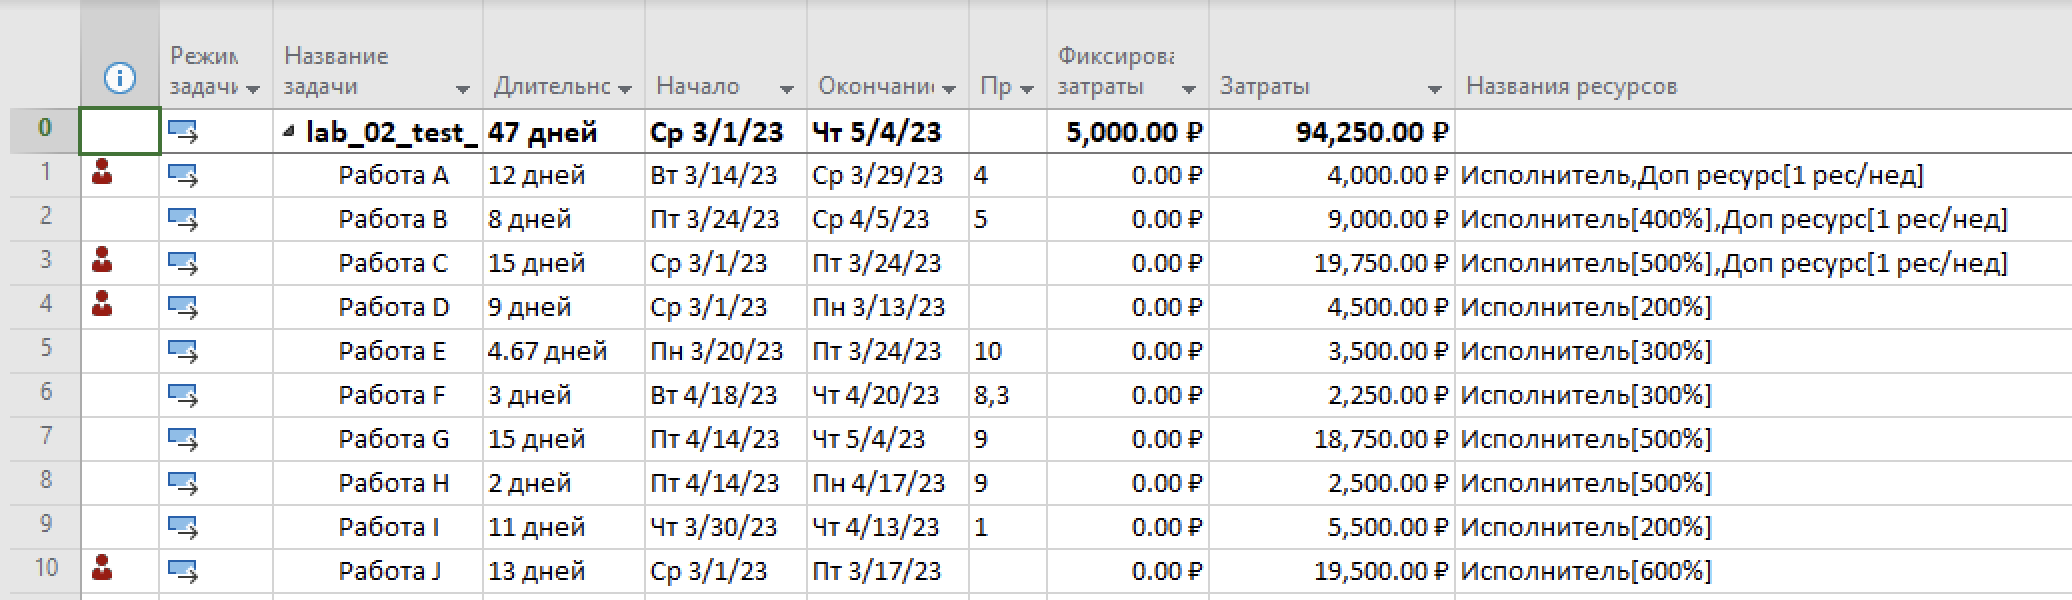 Режим задачи Название задачи Длительнс Начало Окончани Пр Фиксирова затраты Затраты Названия ресурсов
0 lab_02_test_ 47 дней Ср 3/1/23 Чт 5/4/23 5,000.00 ₽ 94,250.00 ₽
1 Работа A 12 дней Вт 3/14/23 Ср 3/29/23 4 0.00 ₽ 4,000.00 ₽ Исполнитель,Доп ресурс[1 рес/нед]
2 Работа B 8 дней Пт 3/24/23 Ср 4/5/23 5 0.00 ₽ 9,000.00 ₽ Исполнитель[400%],Доп ресурс[1 рес/нед]
3 Работа C 15 дней Ср 3/1/23 Пт 3/24/23 0.00 ₽ 19,750.00 ₽ Исполнитель[500%],Доп ресурс[1 рес/нед]
4 Работа D 9 дней Ср 3/1/23 Пн 3/13/23 0.00 ₽ 4,500.00 ₽ Исполнитель[200%]
5 Работа E 4.67 дней Пн 3/20/23 Пт 3/24/23 10 0.00 ₽ 3,500.00 ₽ Исполнитель[300%]
6 Работа F 3 дней Вт 4/18/23 Чт 4/20/23 8,3 0.00 ₽ 2,250.00 ₽ Исполнитель[300%]
7 Работа G 15 дней Пт 4/14/23 Чт 5/4/23 9 0.00 ₽ 18,750.00 ₽ Исполнитель[500%]
8 Работа H 2 дней Пт 4/14/23 Пн 4/17/23 9 0.00 ₽ 2,500.00 ₽ Исполнитель[500%]
9 Работа I 11 дней Чт 3/30/23 Чт 4/13/23 1 0.00 ₽ 5,500.00 ₽ Исполнитель[200%]
10 Работа J 13 дней Ср 3/1/23 Пт 3/17/23 0.00 ₽ 19,500.00 ₽ Исполнитель[600%]